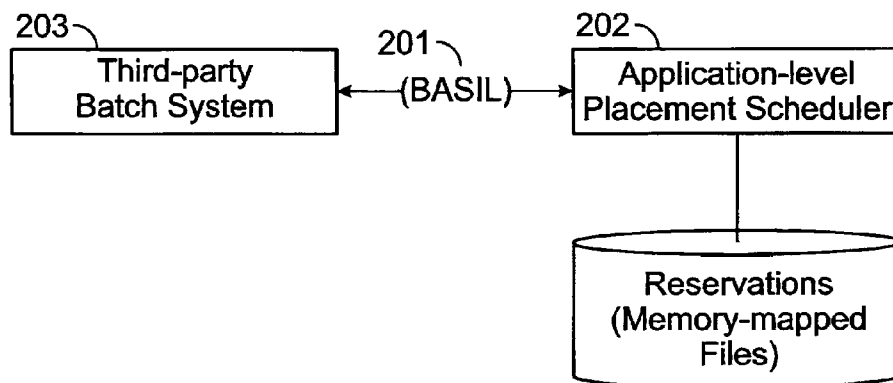 203
201
202
Third-party
Batch System
(BASIL)
Application-level
Placement Scheduler
Reservations
(Memory-mapped
Files)